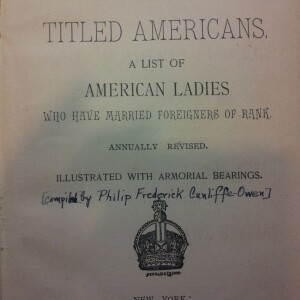 TITLED AMERICANS.
A LIST OF
AMERICAN LADIES
WHO HAVE MARRIED FOREIGNERS OF RANK.
ANNUALLY REVISED.
ILLUSTRATED WITH ARMORIAL BEARINGS.
[compiled by Philip Frederick Cunliffe-Owen]
NEW YORK: